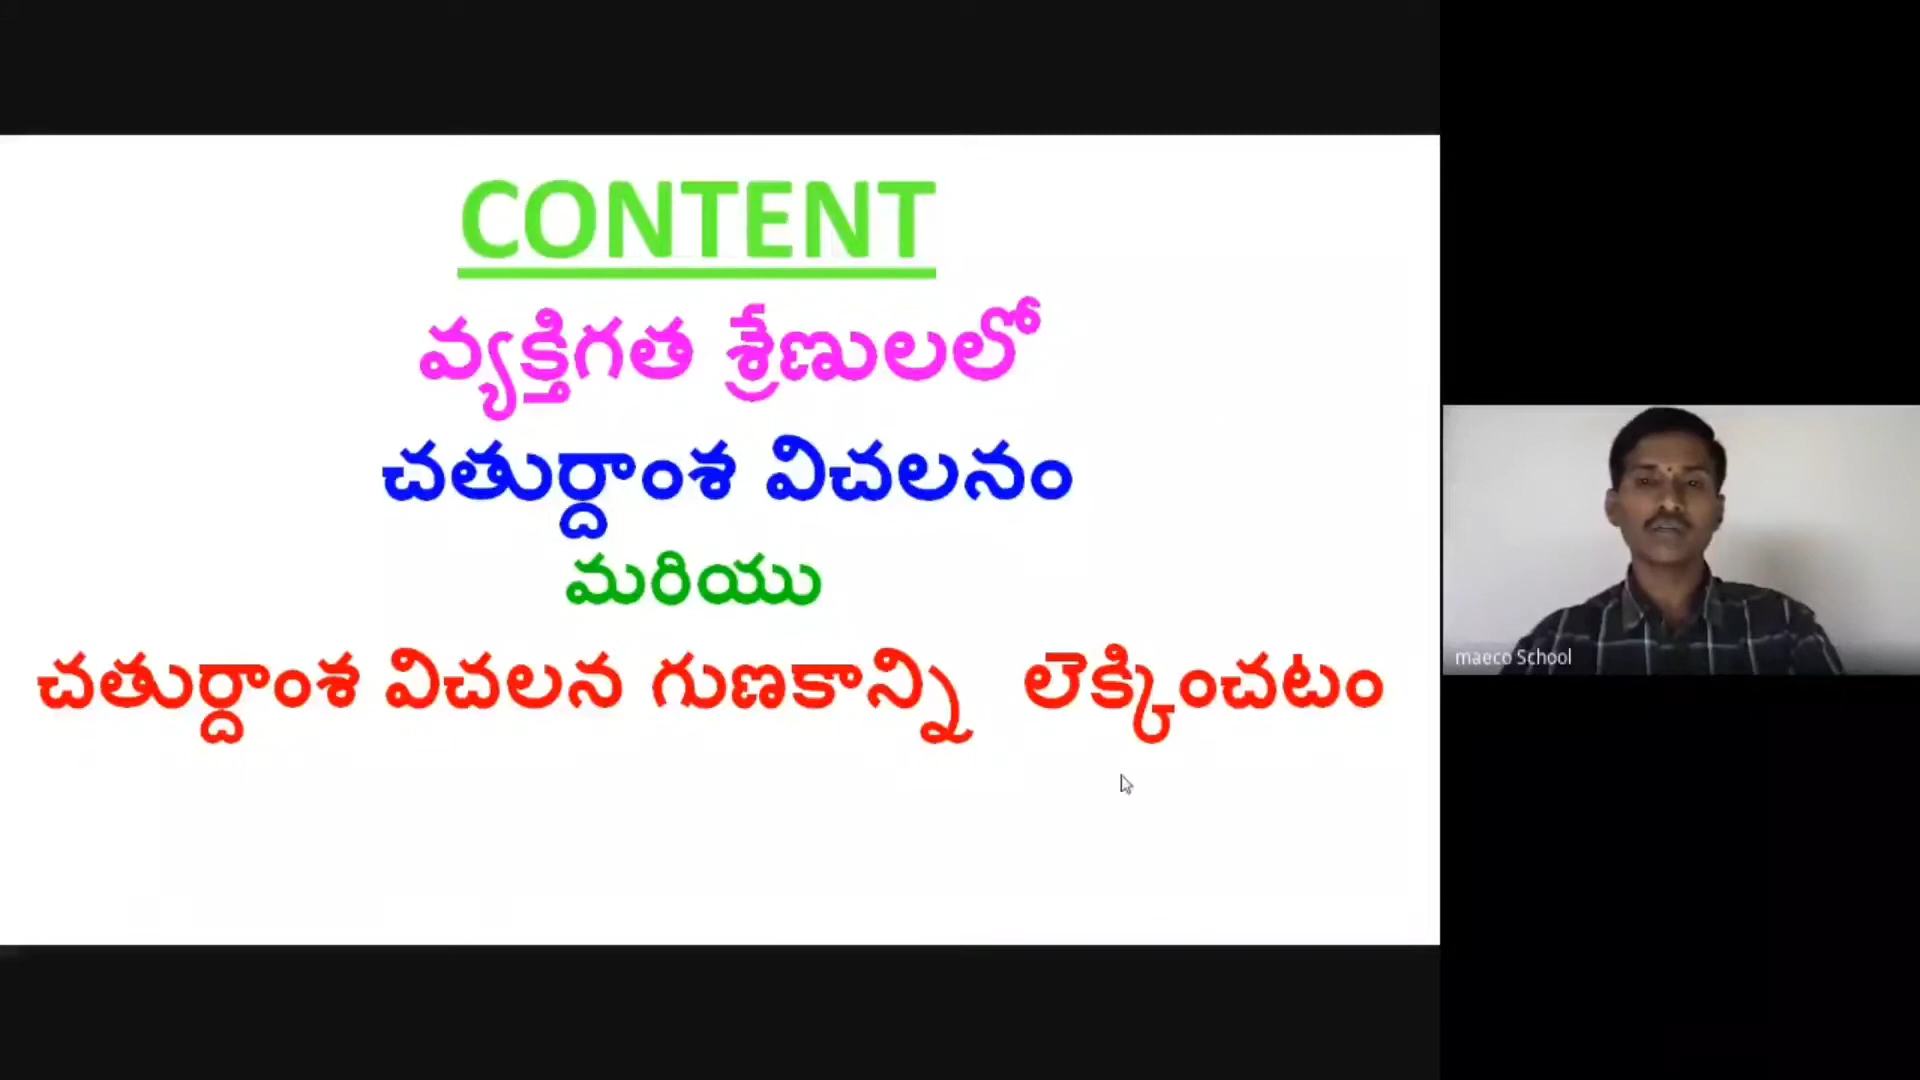 CONTENT
వ్యక్తిగత శ్రేణులలో
చతుర్దాంశ విచలనం
మరియు
చతుర్దాంశ విచలన గుణకాన్ని లెక్కించటం
maeco School